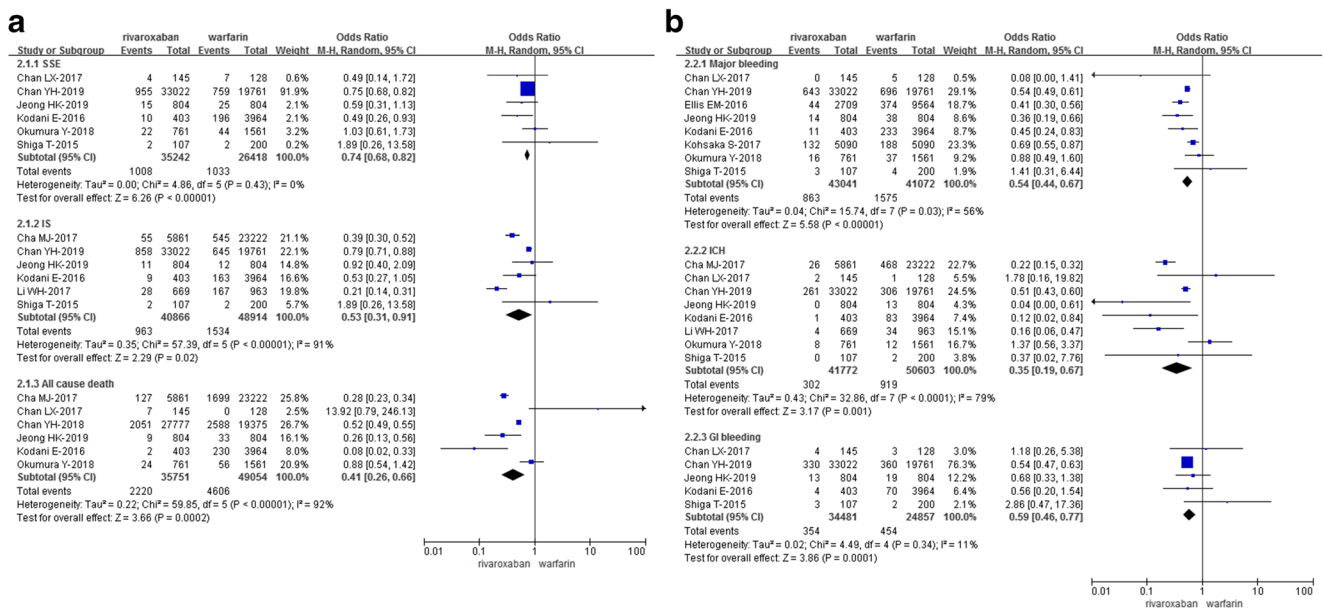 a
rivaroxaban warfarin Odds Ratio Odds Ratio
Study or Subgroup Events Total Events Total Weight M-H, Random, 95% CI M-H, Random, 95% CI
2.1.1 SSE
Chan LX-2017 4 145 7 128 0.6% 0.49 [0.14, 1.72]
Chan YH-2019 955 33022 759 19761 91.9% 0.75 [0.68, 0.82]
Jeong HK-2019 15 804 25 804 2.1% 0.59 [0.31, 1.13]
Kodani E-2016 10 403 196 3964 1.8% 0.49 [0.26, 0.93]
Okumura Y-2018 22 761 44 1561 3.2% 1.03 [0.61, 1.73]
Shiga T-2015 2 107 2 200 0.2% 1.89 [0.26, 13.58]
Subtotal (95% CI) 35242 26418 100.0% 0.74 [0.68, 0.82]
Total events 1008 1033
Heterogeneity: Tau² = 0.00; Chi² = 4.86, df = 5 (P = 0.43); I² = 0%
Test for overall effect: Z = 6.26 (P < 0.00001)
2.1.2 IS
Cha MJ-2017 55 5861 545 23222 21.1% 0.39 [0.30, 0.52]
Chan YH-2019 858 33022 645 19761 22.1% 0.79 [0.71, 0.88]
Jeong HK-2019 11 804 12 804 14.8% 0.92 [0.40, 2.09]
Kodani E-2016 9 403 163 3964 16.6% 0.53 [0.27, 1.05]
Li WH-2017 28 669 167 963 19.8% 0.21 [0.14, 0.31]
Shiga T-2015 2 107 2 200 5.7% 1.89 [0.26, 13.58]
Subtotal (95% CI) 40866 48914 100.0% 0.53 [0.31, 0.91]
Total events 963 1534
Heterogeneity: Tau² = 0.35; Chi² = 57.39, df = 5 (P < 0.00001); I² = 91%
Test for overall effect: Z = 2.29 (P = 0.02)
2.1.3 All cause death
Cha MJ-2017 127 5861 1699 23222 25.8% 0.28 [0.23, 0.34]
Chan LX-2017 7 145 0 128 2.5% 13.92 [0.79, 246.13]
Chan YH-2018 2051 27777 2588 19375 26.7% 0.52 [0.49, 0.55]
Jeong HK-2019 9 804 33 804 16.1% 0.26 [0.13, 0.56]
Kodani E-2016 2 403 230 3964 8.0% 0.08 [0.02, 0.33]
Okumura Y-2018 24 761 56 1561 20.9% 0.88 [0.54, 1.42]
Subtotal (95% CI) 35751 49054 100.0% 0.41 [0.26, 0.66]
Total events 2220 4606
Heterogeneity: Tau² = 0.22; Chi² = 59.85, df = 5 (P < 0.00001); I² = 92%
Test for overall effect: Z = 3.66 (P = 0.0002)
0.01 0.1 1 10 100
rivaroxaban warfarin
b
rivaroxaban warfarin Odds Ratio Odds Ratio
Study or Subgroup Events Total Events Total Weight M-H, Random, 95% CI M-H, Random, 95% CI
2.2.1 Major bleeding
Chan LX-2017 0 145 5 128 0.5% 0.08 [0.00, 1.41]
Chan YH-2019 643 33022 696 19761 28.0% 0.54 [0.49, 0.61]
Ellis EM-2016 44 2709 374 9564 20.0% 0.41 [0.30, 0.56]
Jeong HK-2019 14 804 38 804 7.9% 0.36 [0.19, 0.66]
Kodani E-2016 11 403 233 3964 9.0% 0.45 [0.24, 0.83]
Kohsaka S-2017 132 5090 188 5090 23.3% 0.69 [0.55, 0.87]
Okumura Y-2018 16 761 37 1561 9.2% 0.88 [0.49, 1.60]
Shiga T-2015 3 107 4 200 1.9% 1.41 [0.31, 6.44]
Subtotal (95% CI) 43041 41072 100.0% 0.54 [0.44, 0.67]
Total events 863 1575
Heterogeneity: Tau² = 0.04; Chi² = 15.74, df = 7 (P = 0.03); I² = 56%
Test for overall effect: Z = 5.58 (P < 0.00001)
2.2.2 ICH
Cha MJ-2017 26 5861 468 23222 22.7% 0.22 [0.15, 0.32]
Chan LX-2017 2 145 1 128 5.4% 1.78 [0.16, 19.82]
Chan YH-2019 261 33022 306 19761 24.2% 0.51 [0.43, 0.60]
Jeong HK-2019 0 804 13 804 4.3% 0.04 [0.00, 0.61]
Kodani E-2016 1 403 83 3964 7.2% 0.12 [0.02, 0.84]
Li WH-2017 4 669 34 963 15.1% 0.16 [0.06, 0.47]
Okumura Y-2018 8 761 12 1561 17.3% 1.37 [0.56, 3.37]
Shiga T-2015 0 107 2 200 3.8% 0.37 [0.02, 7.76]
Subtotal (95% CI) 41772 50603 100.0% 0.35 [0.19, 0.67]
Total events 302 919
Heterogeneity: Tau² = 0.43; Chi² = 32.86, df = 7 (P < 0.0001); I² = 79%
Test for overall effect: Z = 3.17 (P = 0.001)
2.2.3 GI bleeding
Chan LX-2017 4 145 3 128 2.9% 1.18 [0.26, 5.38]
Chan YH-2019 330 33022 360 19761 76.3% 0.54 [0.47, 0.63]
Jeong HK-2019 13 804 19 804 12.2% 0.68 [0.33, 1.38]
Kodani E-2016 4 403 70 3964 6.4% 0.56 [0.20, 1.54]
Shiga T-2015 3 107 2 200 2.1% 2.86 [0.47, 17.36]
Subtotal (95% CI) 34481 24857 100.0% 0.59 [0.46, 0.77]
Total events 354 454
Heterogeneity: Tau² = 0.02; Chi² = 4.49, df = 4 (P = 0.34); I² = 11%
Test for overall effect: Z = 3.86 (P = 0.0001)
0.01 0.1 1 10 100
rivaroxaban warfarin